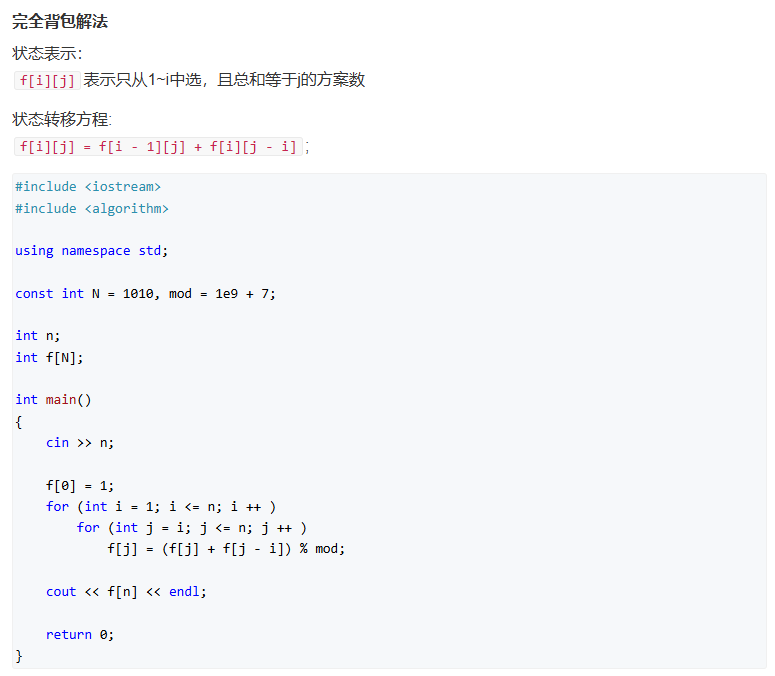 完全背包解法
状态表示：
f[i][j] 表示只从1~i中选，且总和等于j的方案数
状态转移方程:
f[i][j] = f[i - 1][j] + f[i][j - i];
#include <iostream>
#include <algorithm>
using namespace std;
const int N = 1010, mod = 1e9 + 7;
int n;
int f[N];
int main()
{
    cin >> n;
    f[0] = 1;
    for (int i = 1; i <= n; i ++ )
        for (int j = i; j <= n; j ++ )
            f[j] = (f[j] + f[j - i]) % mod;
    cout << f[n] << endl;
    return 0;
}